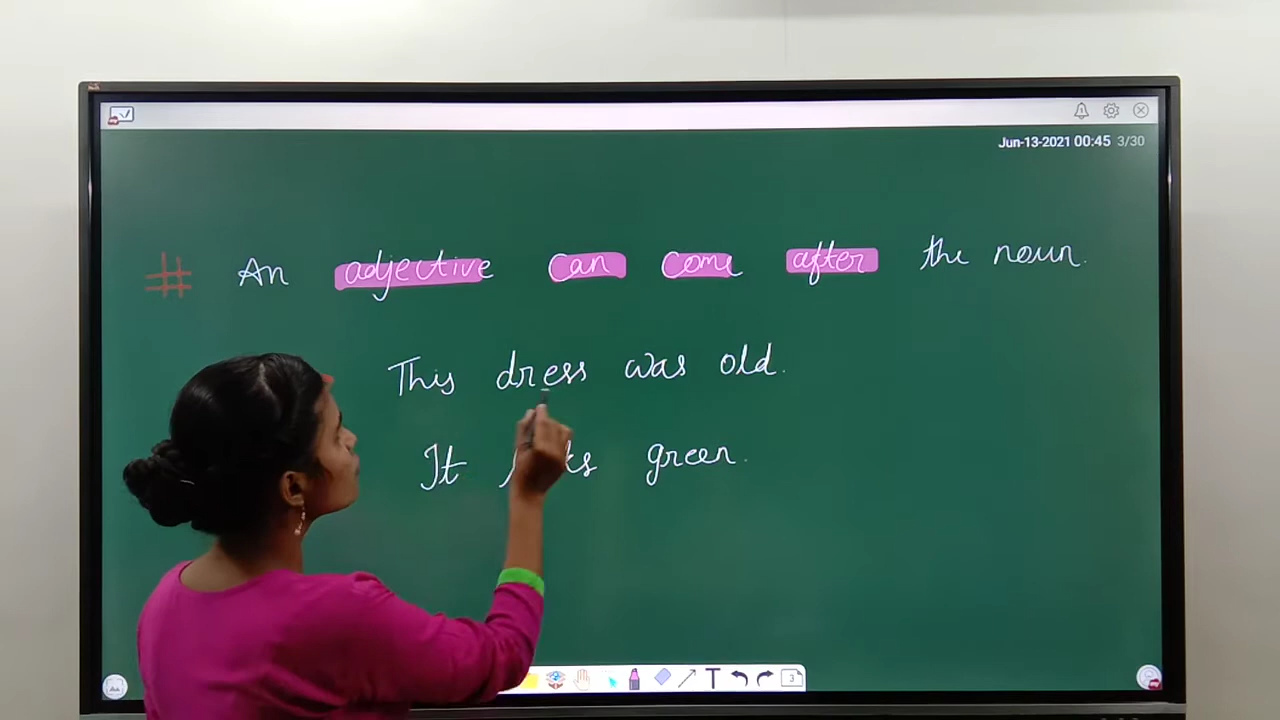 Jun-13-2021 00:45 3/30
# An adjective can come after the noun.
This dress was old.
It green.
3